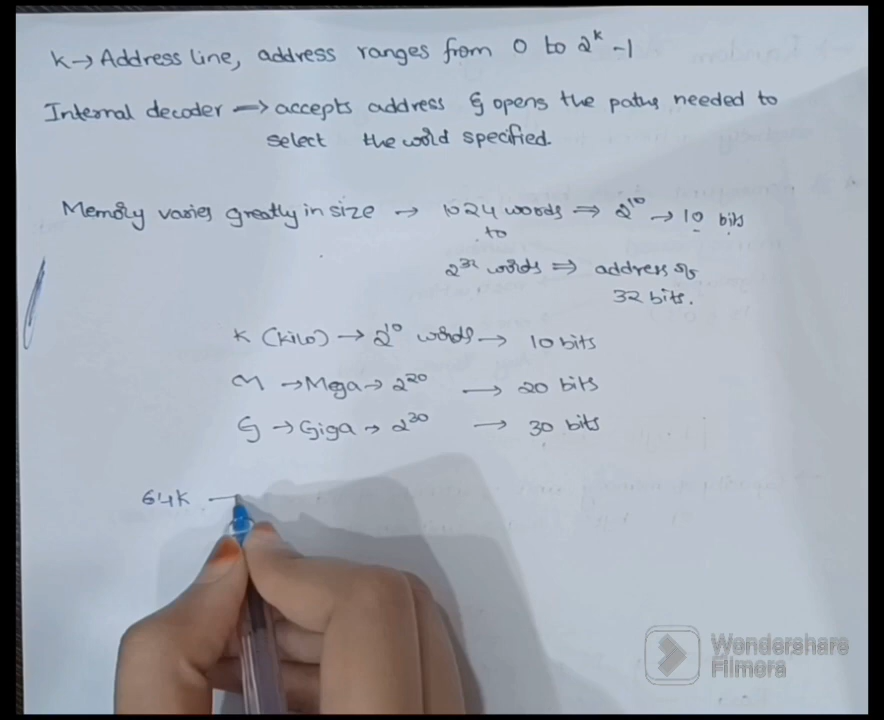 k → Address line, address ranges from 0 to 2^k - 1
Internal decoder → accepts address & opens the paths needed to
select the word specified.
Memory varies greatly in size → 1024 words ⇒ 2^10 → 10 bits
to
2^32 words ⇒ address of
32 bits.
K (kilo) → 2^10 words → 10 bits
M → Mega → 2^20 → 20 bits
G → Giga → 2^30 → 30 bits
64K —
Wondershare
Filmora